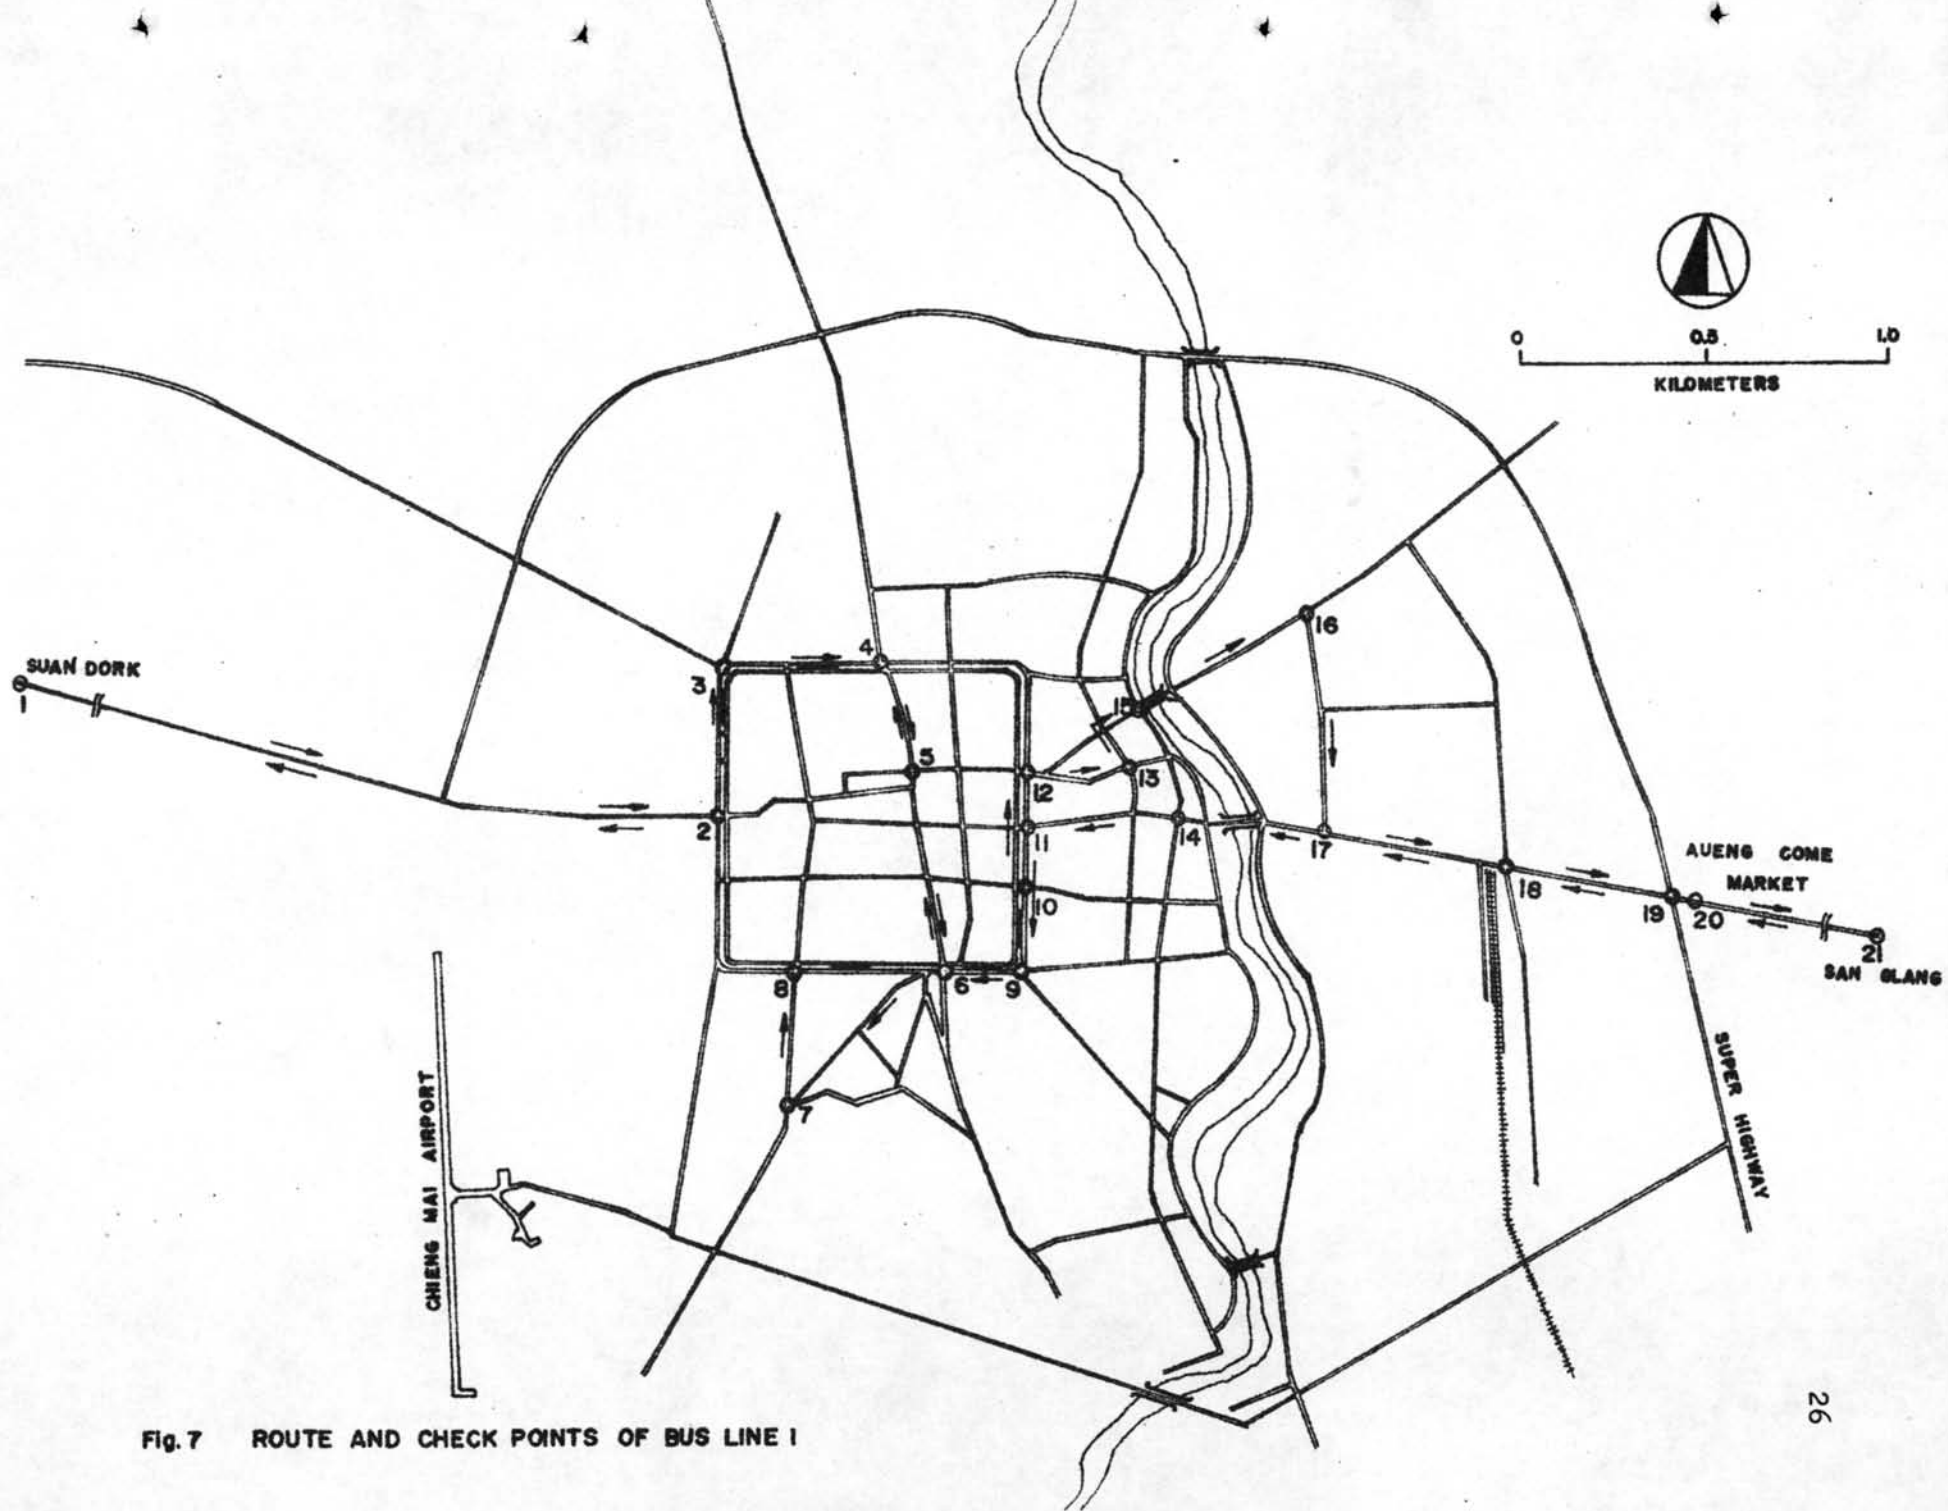 0 0.5 1.0
KILOMETERS
SUAN DORK
1
2
3
4
5
6
7
8
9
10
11
12
13
14
15
16
17
18
19
20
21
AUENG COME
MARKET
SAN GLANG
SUPER HIGHWAY
CHENG MAI AIRPORT
26
Fig. 7 ROUTE AND CHECK POINTS OF BUS LINE 1